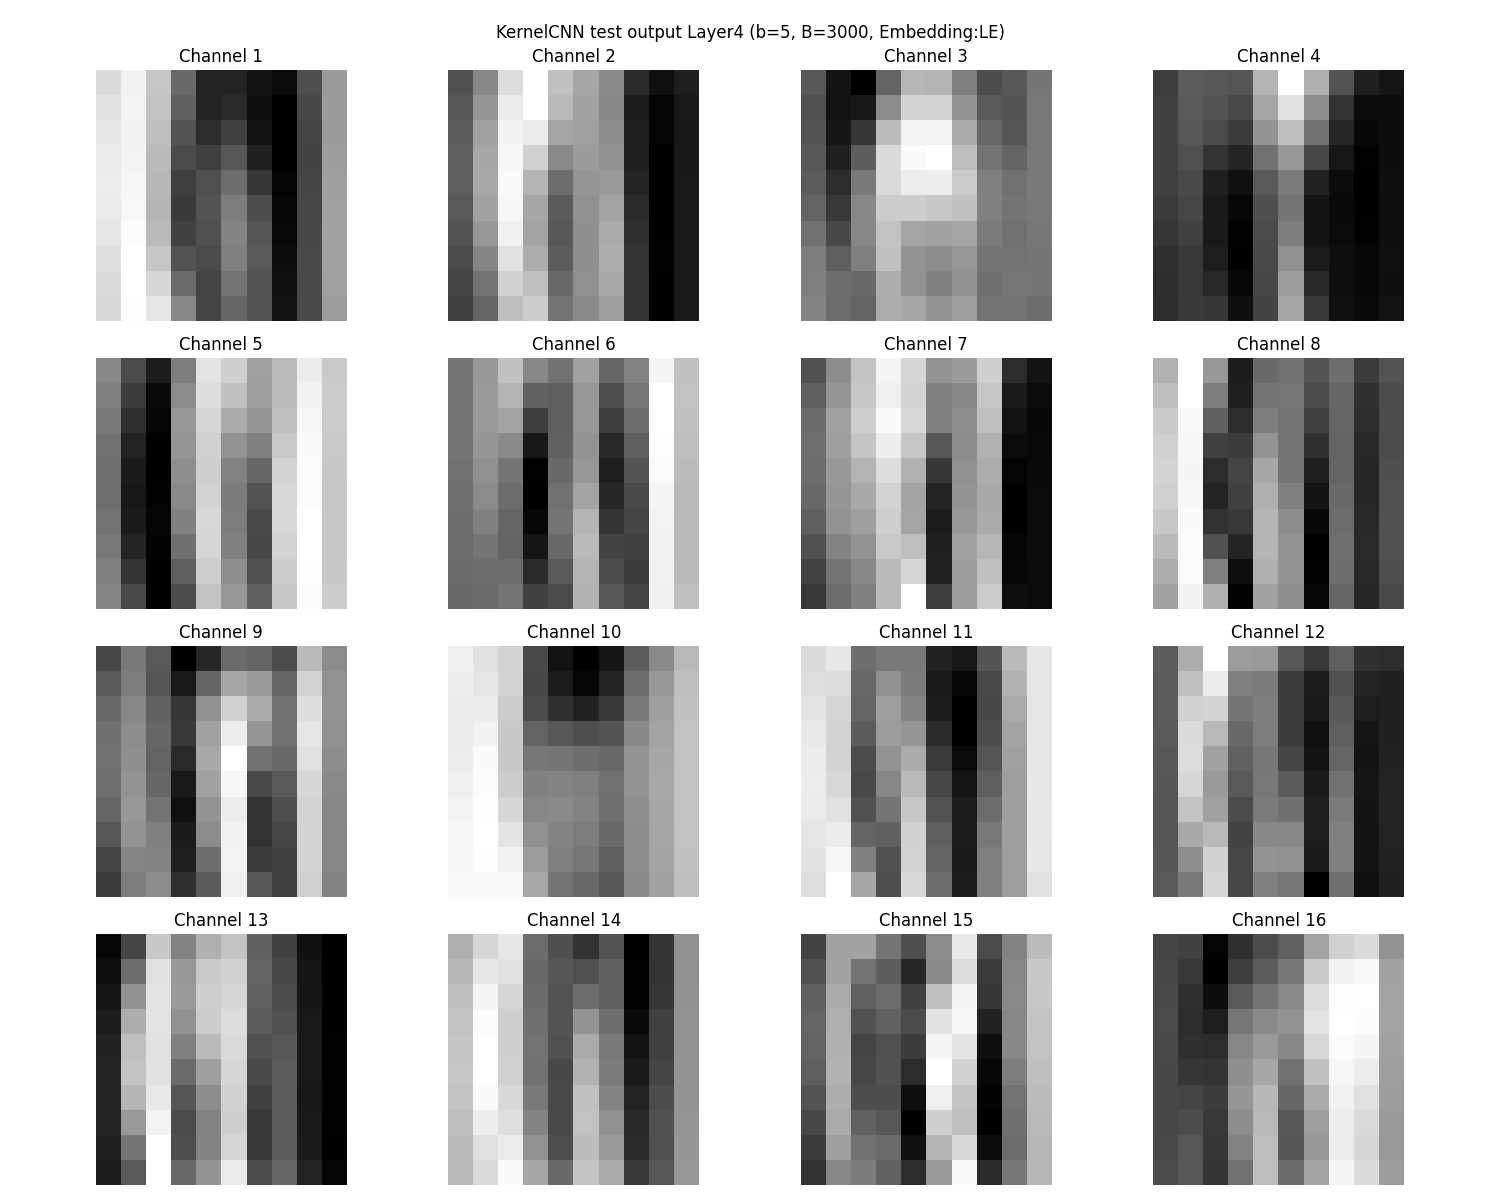 KernelCNN test output Layer4 (b=5, B=3000, Embedding:LE)
Channel 1
Channel 2
Channel 3
Channel 4
Channel 5
Channel 6
Channel 7
Channel 8
Channel 9
Channel 10
Channel 11
Channel 12
Channel 13
Channel 14
Channel 15
Channel 16